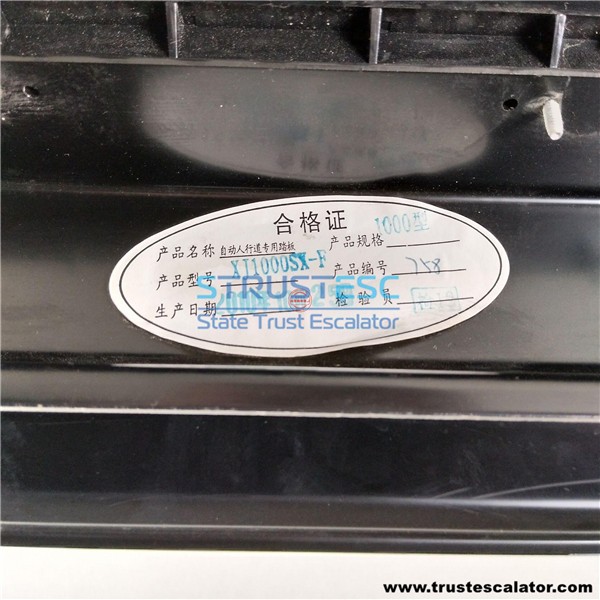 合格证
产品名称 自动人行道专用踏板 产品规格 1000型
产品型号 XJ1000SX-F 产品编号 758
生产日期 检验员
STRUSTESC
State Trust Escalator
www.trustescalator.com